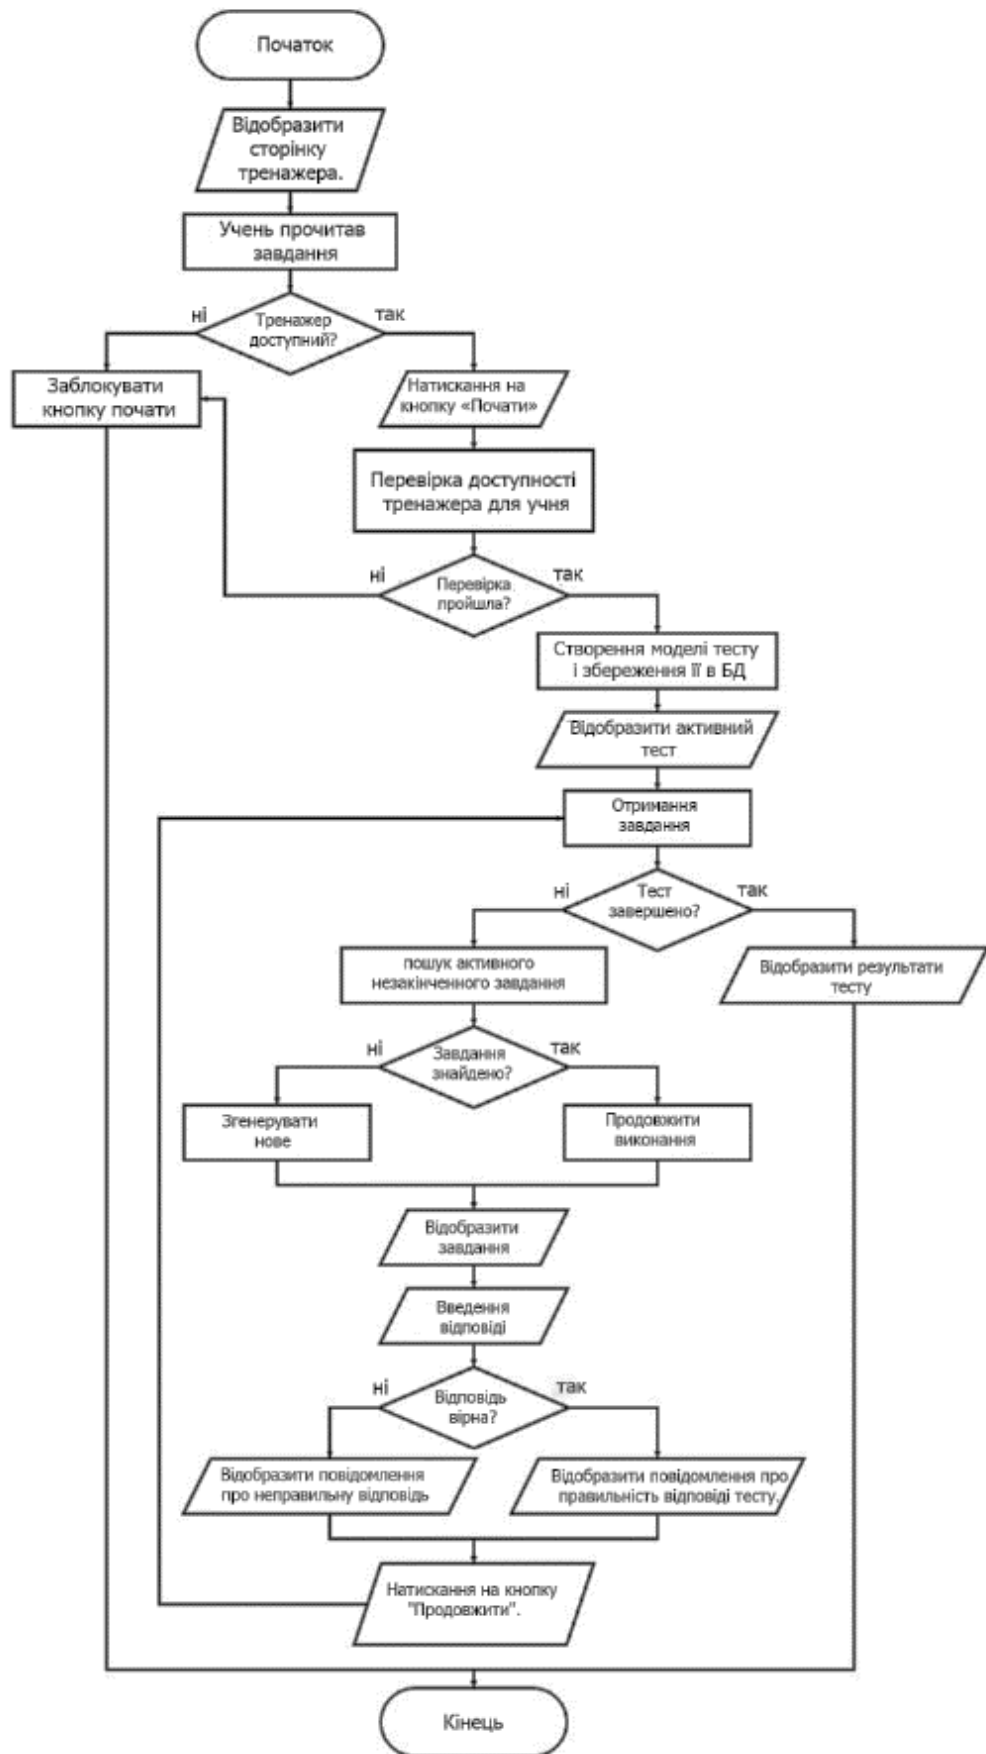 Початок
Відобразити
сторінку
тренажера.
Учень прочитав
завдання
ні
так
Тренажер
доступний?
Заблокувати
кнопку почати
Натискання на
кнопку «Почати»
Перевірка доступності
тренажера для учня
ні
так
Перевірка
пройшла?
Створення моделі тесту
і збереження її в БД
Відобразити активний
тест
Отримання
завдання
ні
так
Тест
завершено?
пошук активного
незакінченного завдання
Відобразити результати
тесту
ні
так
Завдання
знайдено?
Згенерувати
нове
Продовжити
виконання
Відобразити
завдання
Введення
відповіді
ні
так
Відповідь
вірна?
Відобразити повідомлення
про неправильну відповідь
Відобразити повідомлення про
правильність відповіді тесту.
Натискання на кнопку
"Продовжити".
Кінець